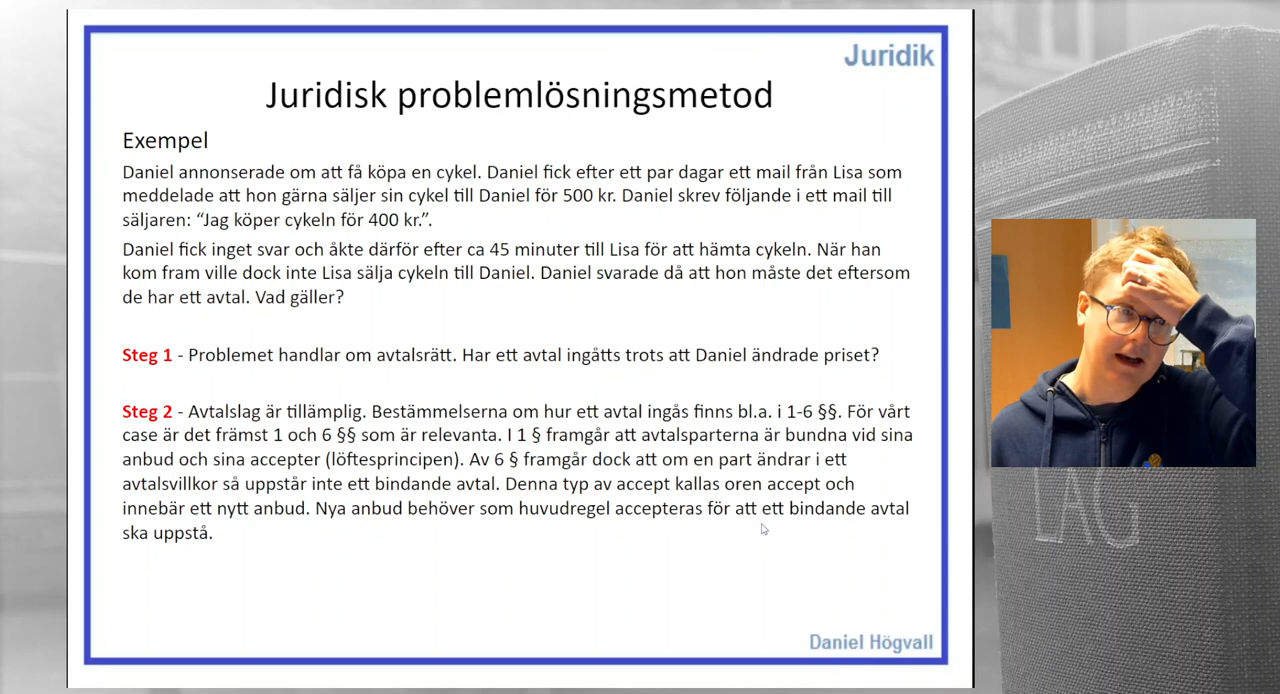 Juridik
Juridisk problemlösningsmetod
Exempel
Daniel annonserade om att få köpa en cykel. Daniel fick efter ett par dagar ett mail från Lisa som
meddelade att hon gärna säljer sin cykel till Daniel för 500 kr. Daniel skrev följande i ett mail till
säljaren: “Jag köper cykeln för 400 kr.”.
Daniel fick inget svar och åkte därför efter ca 45 minuter till Lisa för att hämta cykeln. När han
kom fram ville dock inte Lisa sälja cykeln till Daniel. Daniel svarade då att hon måste det eftersom
de har ett avtal. Vad gäller?
Steg 1 - Problemet handlar om avtalsrätt. Har ett avtal ingåtts trots att Daniel ändrade priset?
Steg 2 - Avtalslag är tillämplig. Bestämmelserna om hur ett avtal ingås finns bl.a. i 1-6 §§. För vårt
case är det främst 1 och 6 §§ som är relevanta. I 1 § framgår att avtalsparterna är bundna vid sina
anbud och sina accepter (löftesprincipen). Av 6 § framgår dock att om en part ändrar i ett
avtalsvillkor så uppstår inte ett bindande avtal. Denna typ av accept kallas oren accept och
innebär ett nytt anbud. Nya anbud behöver som huvudregel accepteras för att ett bindande avtal
ska uppstå.
Daniel Högvall
LAG